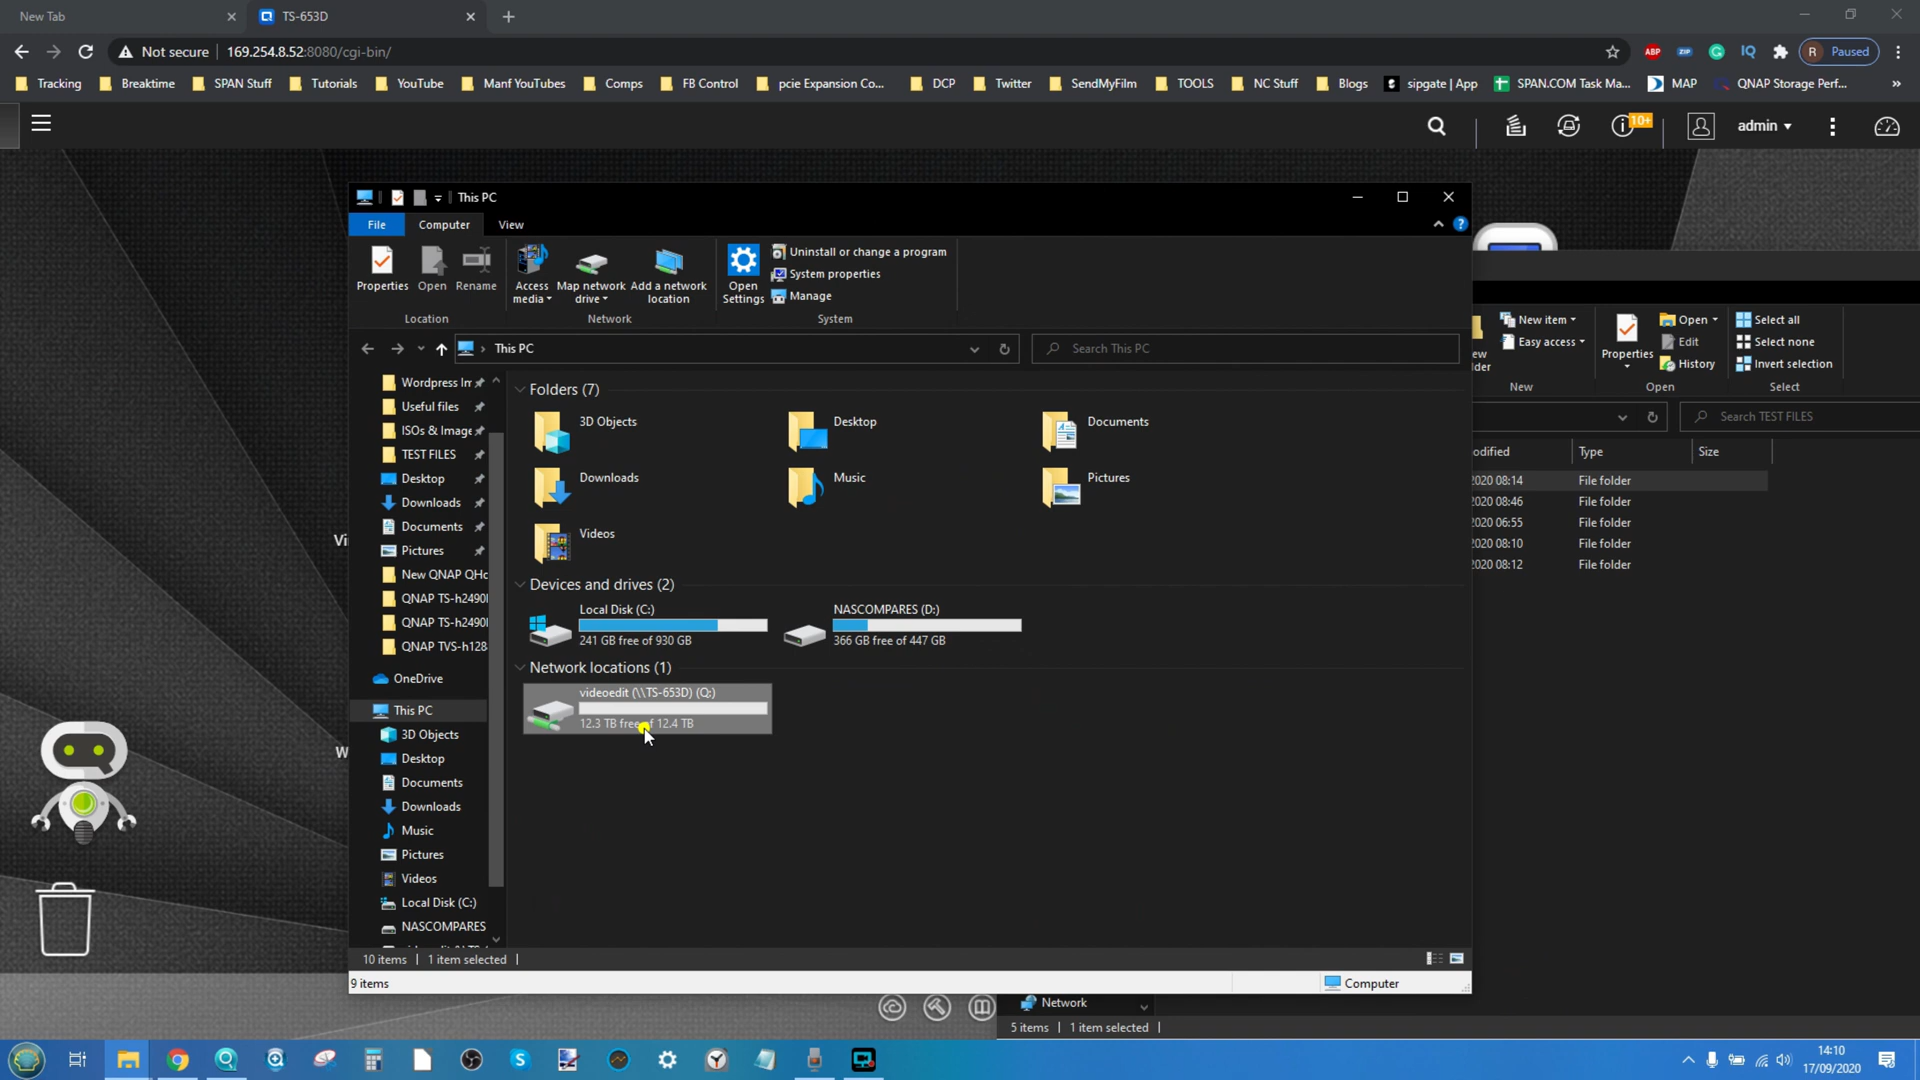 New Tab
TS-653D
Not secure
169.254.8.52:8080/cgi-bin/
ABP
ZIP
IQ
R
Paused
Tracking
Breaktime
SPAN Stuff
Tutorials
YouTube
Manf YouTubes
Comps
FB Control
pcie Expansion Co...
DCP
Twitter
SendMyFilm
TOOLS
NC Stuff
Blogs
sipgate | App
SPAN.COM Task Ma...
MAP
QNAP Storage Perf...
»
10+
admin
This PC
File
Computer
View
Properties
Open
Rename
Access media
Map network drive
Add a network location
Open Settings
Uninstall or change a program
System properties
Manage
Location
Network
System
This PC
Search This PC
Wordpress Im
Useful files
ISOs & Image
TEST FILES
Desktop
Downloads
Documents
Pictures
New QNAP QHc
QNAP TS-h2490I
QNAP TS-h2490I
QNAP TVS-h128
OneDrive
This PC
3D Objects
Desktop
Documents
Downloads
Music
Pictures
Videos
Local Disk (C:)
NASCOMPARES
Folders (7)
3D Objects
Desktop
Documents
Downloads
Music
Pictures
Videos
Devices and drives (2)
Local Disk (C:)
241 GB free of 930 GB
NASCOMPARES (D:)
366 GB free of 447 GB
Network locations (1)
videoedit (\\TS-653D) (Q:)
12.3 TB free of 12.4 TB
10 items
1 item selected
9 items
Computer
New item
Easy access
Properties
Open
Edit
History
Select all
Select none
Invert selection
New
Open
Select
Search TEST FILES
odified
Type
Size
2020 08:14
File folder
2020 08:46
File folder
2020 06:55
File folder
2020 08:10
File folder
2020 08:12
File folder
Vi
W
Network
5 items
1 item selected
14:10
17/09/2020